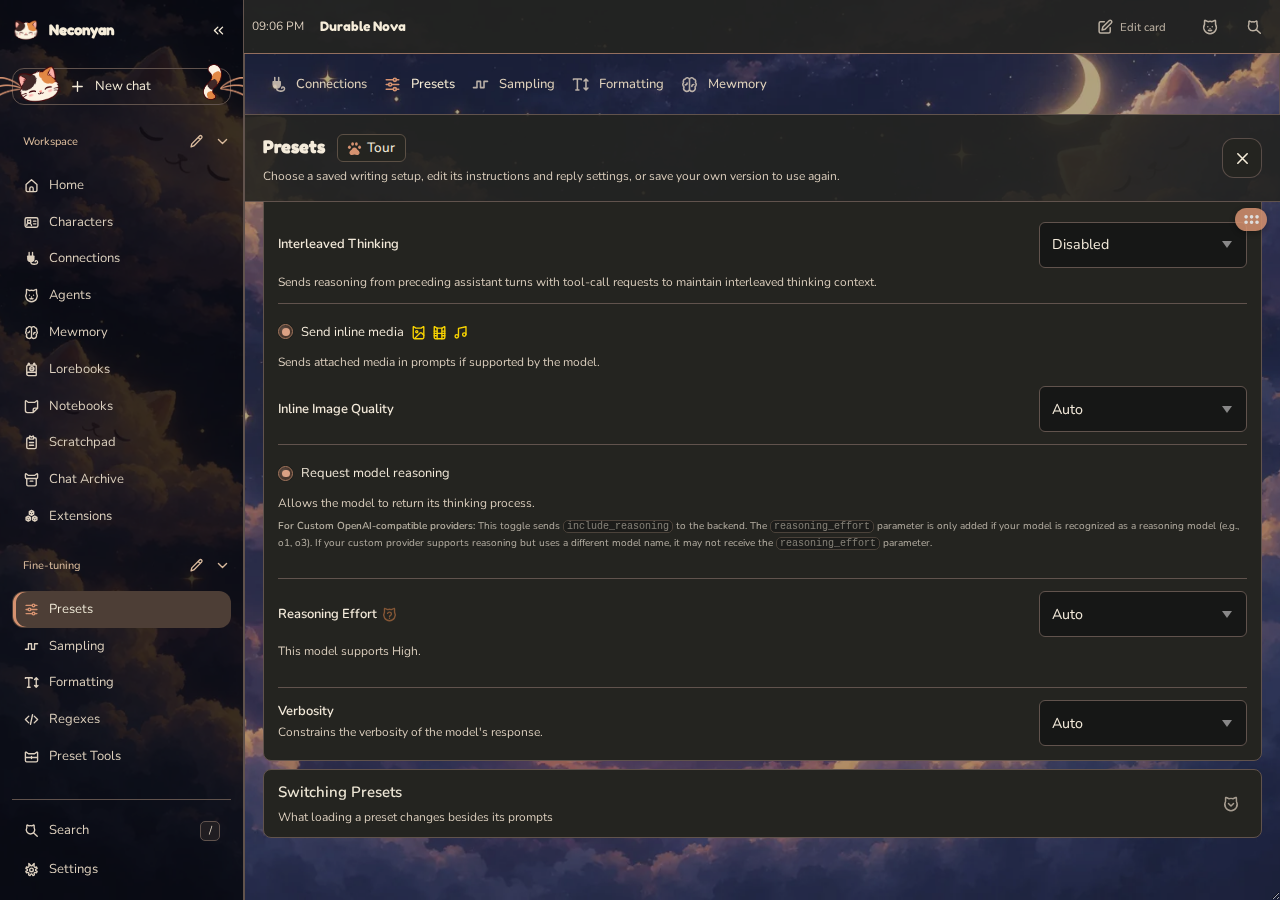 Neconyan
New chat
Workspace
Home
Characters
Connections
Agents
Mewmory
Lorebooks
Notebooks
Scratchpad
Chat Archive
Extensions
Fine-tuning
Presets
Sampling
Formatting
Regexes
Preset Tools
Search /
Settings
09:06 PM Durable Nova Edit card
Connections Presets Sampling Formatting Mewmory
Presets Tour
Choose a saved writing setup, edit its instructions and reply settings, or save your own version to use again.
Interleaved Thinking Disabled
Sends reasoning from preceding assistant turns with tool-call requests to maintain interleaved thinking context.
Send inline media
Sends attached media in prompts if supported by the model.
Inline Image Quality Auto
Request model reasoning
Allows the model to return its thinking process.
For Custom OpenAI-compatible providers: This toggle sends include_reasoning to the backend. The reasoning_effort parameter is only added if your model is recognized as a reasoning model (e.g.,
o1, o3). If your custom provider supports reasoning but uses a different model name, it may not receive the reasoning_effort parameter.
Reasoning Effort Auto
This model supports High.
Verbosity Auto
Constrains the verbosity of the model's response.
Switching Presets
What loading a preset changes besides its prompts